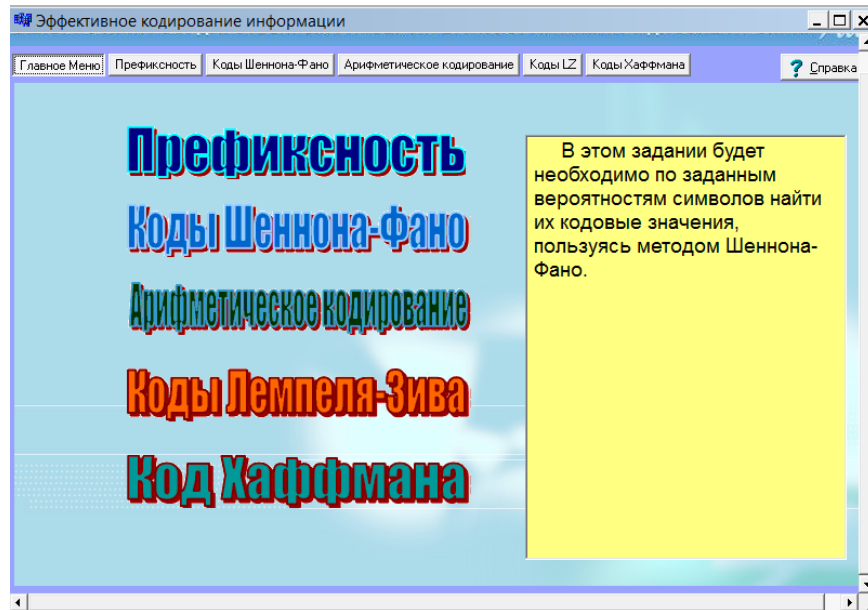 Эффективное кодирование информации
Главное Меню Префиксность Коды Шеннона-Фано Арифметическое кодирование Коды LZ Коды Хаффмана ? Справка
Префиксность
Коды Шеннона-Фано
Арифметическое кодирование
Коды Лемпеля-Зива
Код Хаффмана
В этом задании будет
необходимо по заданным
вероятностям символов найти
их кодовые значения,
пользуясь методом Шеннона-
Фано.